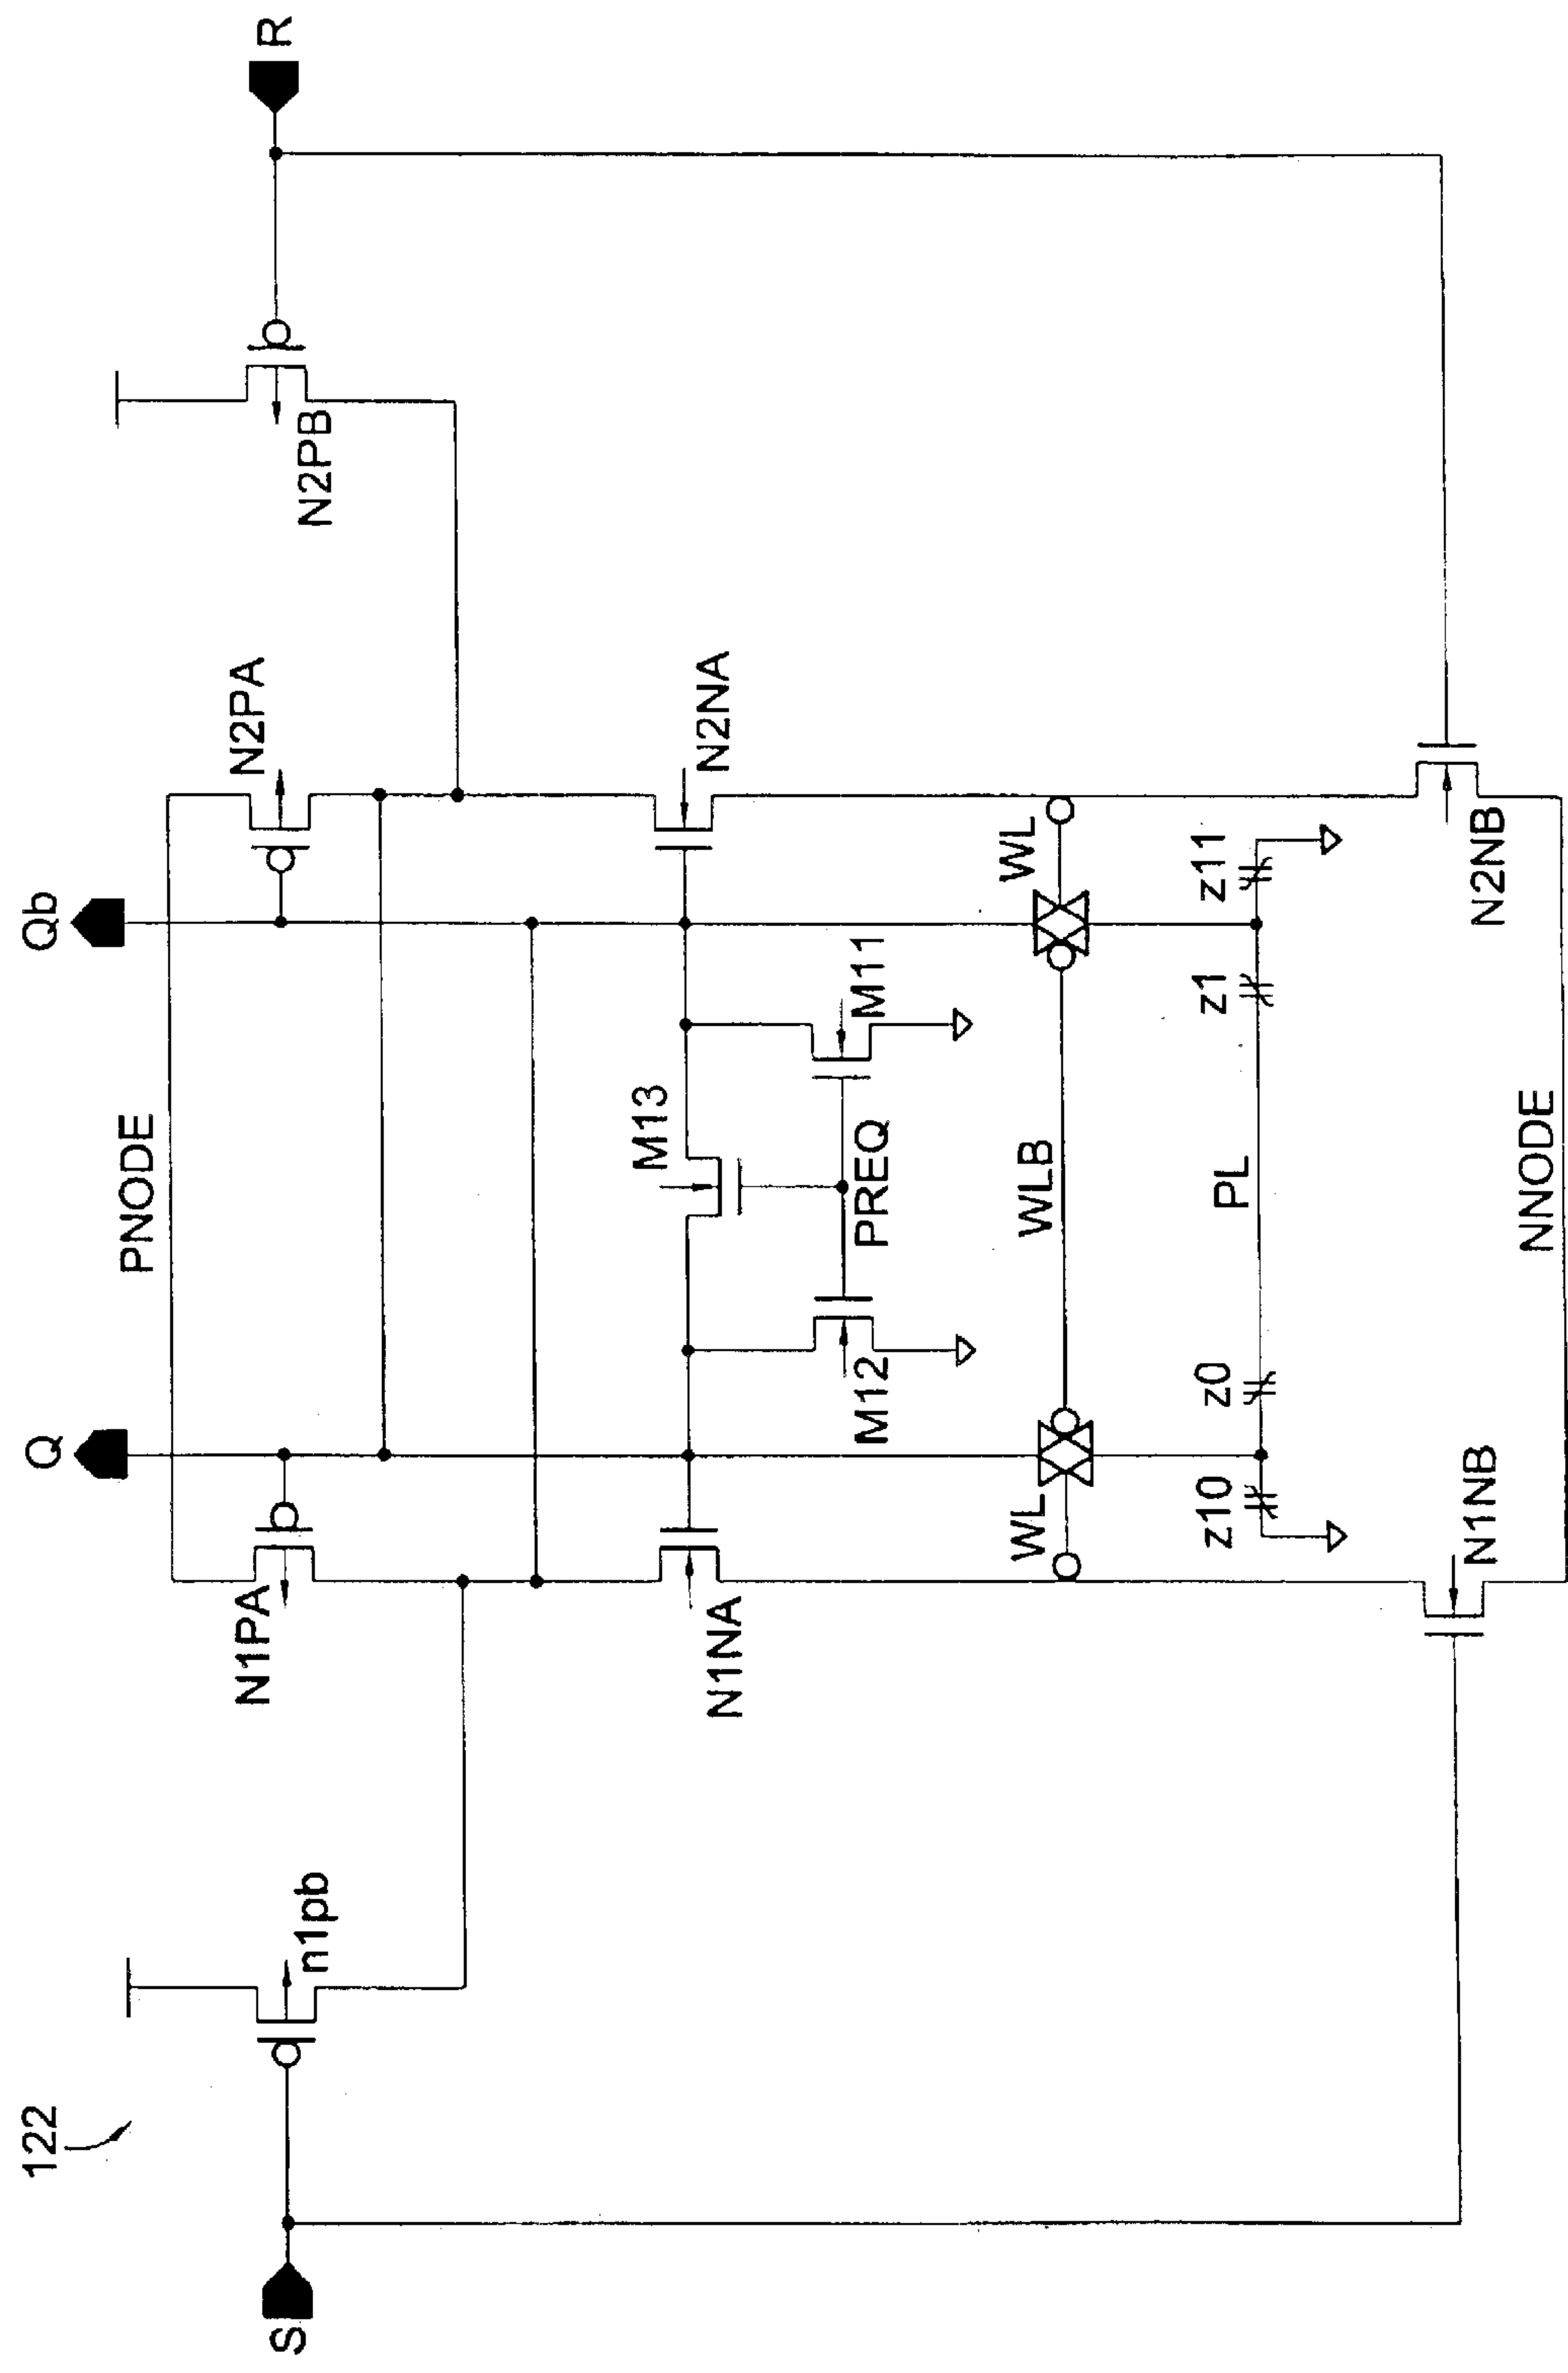 122
S
R
Q
Qb
PNODE
n1pb
N1PA
N2PA
N2PB
N1NA
M13
N2NA
M12
PREQ
M11
WL
WLB
WL
z10
z0
PL
z1
z11
N1NB
NNODE
N2NB